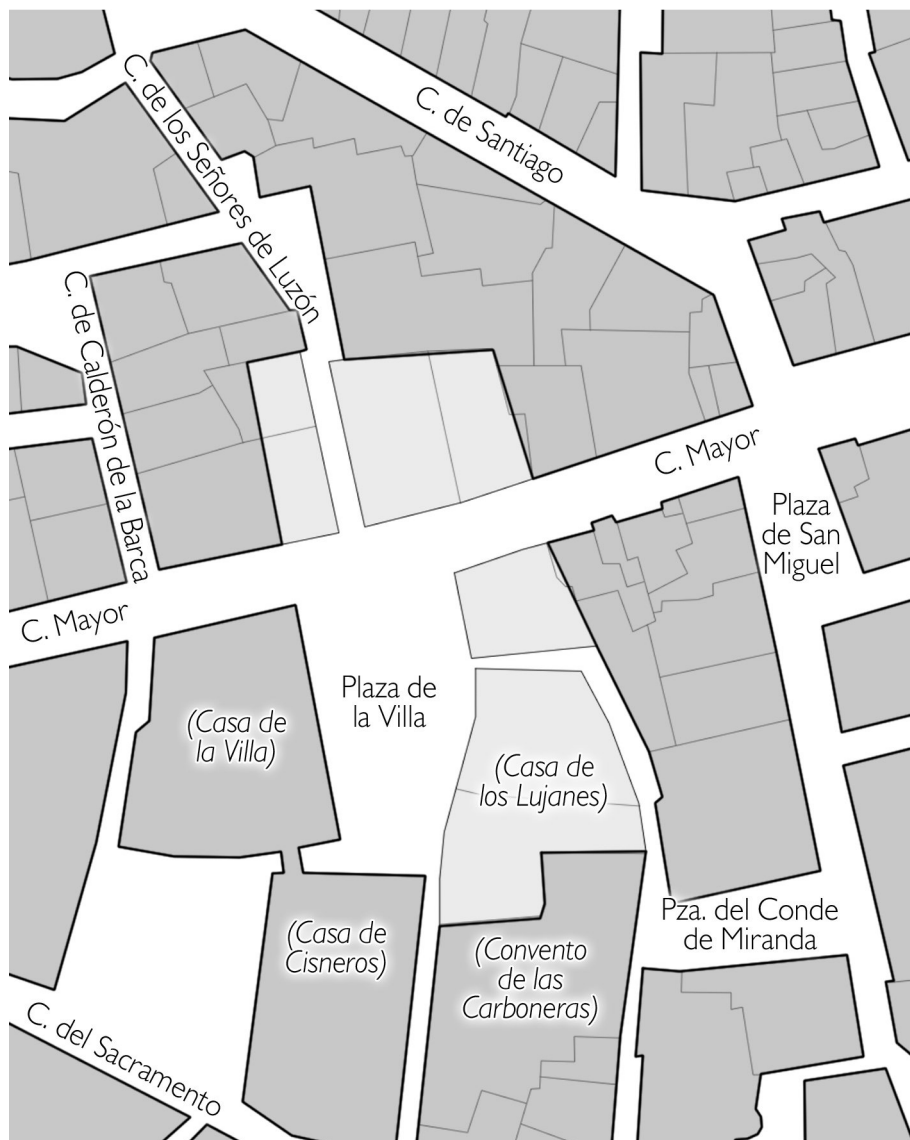 C. de los Señores de Luzón
C. de Santiago
C. de Calderón de la Barca
C. Mayor
Plaza
de San
Miguel
C. Mayor
Plaza de
la Villa
(Casa de
la Villa)
(Casa de
los Lujanes)
Pza. del Conde
de Miranda
(Casa de
Cisneros)
(Convento
de las
Carboneras)
C. del Sacramento